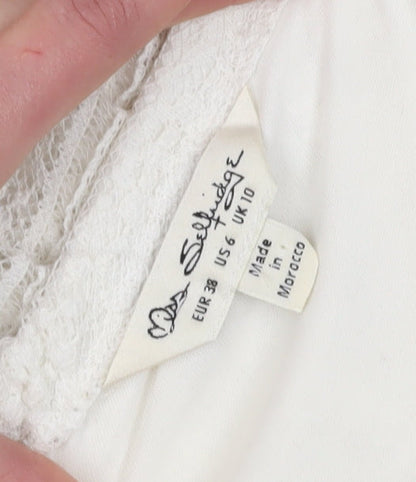 Miss Selfridge
EUR 38 US 6 UK 10
Made
in
Morocco